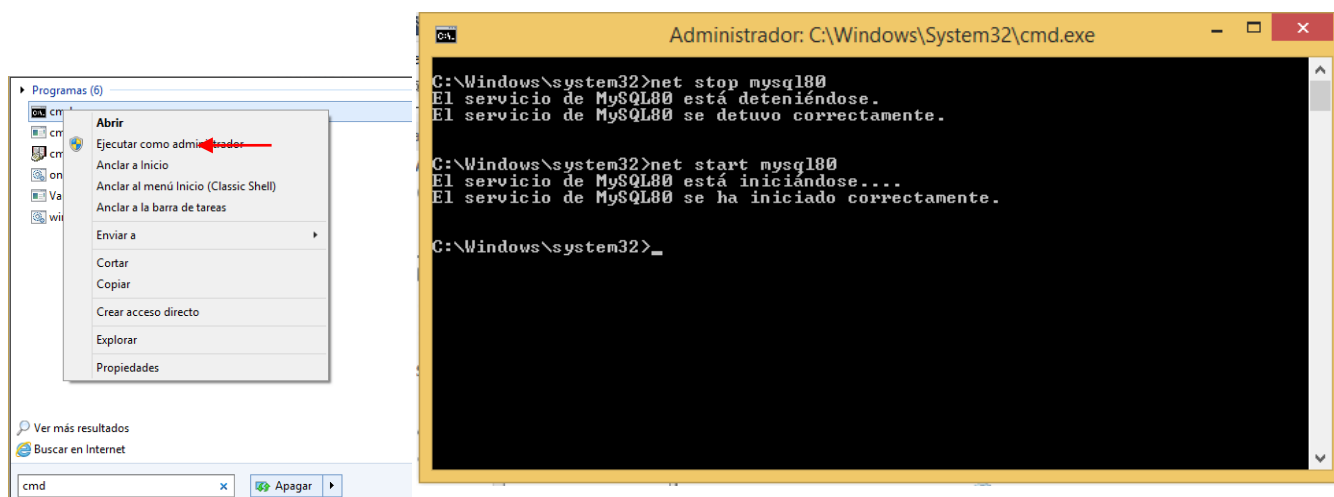 Programas (6)
cm
Abrir
cm
Ejecutar como administrador
cm
Anclar a Inicio
on
Anclar al menú Inicio (Classic Shell)
Va
Anclar a la barra de tareas
wi
Enviar a
Cortar
Copiar
Crear acceso directo
Explorar
Propiedades
Ver más resultados
Buscar en Internet
cmd
Apagar
Administrador: C:\Windows\System32\cmd.exe
C:\Windows\system32>net stop mysql80
El servicio de MySQL80 está deteniéndose.
El servicio de MySQL80 se detuvo correctamente.
C:\Windows\system32>net start mysql80
El servicio de MySQL80 está iniciándose....
El servicio de MySQL80 se ha iniciado correctamente.
C:\Windows\system32>_